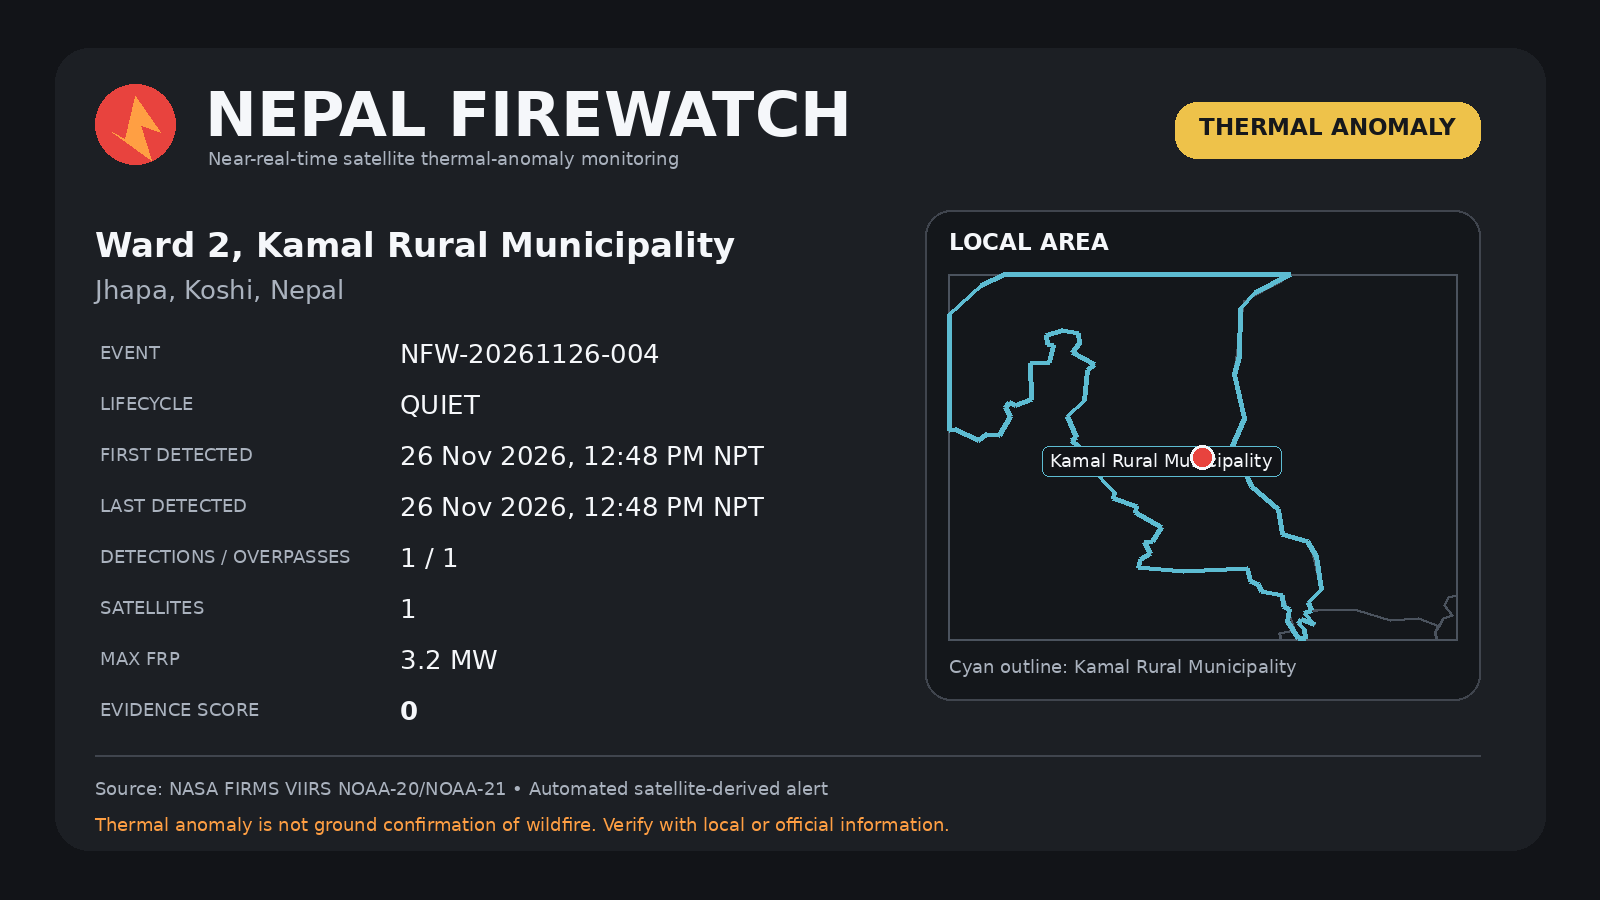 NEPAL FIREWATCH
Near-real-time satellite thermal-anomaly monitoring
THERMAL ANOMALY
Ward 2, Kamal Rural Municipality
Jhapa, Koshi, Nepal
EVENT NFW-20261126-004
LIFECYCLE QUIET
FIRST DETECTED 26 Nov 2026, 12:48 PM NPT
LAST DETECTED 26 Nov 2026, 12:48 PM NPT
DETECTIONS / OVERPASSES 1 / 1
SATELLITES 1
MAX FRP 3.2 MW
EVIDENCE SCORE 0
LOCAL AREA
Kamal Rural Municipality
Cyan outline: Kamal Rural Municipality
Source: NASA FIRMS VIIRS NOAA-20/NOAA-21 • Automated satellite-derived alert
Thermal anomaly is not ground confirmation of wildfire. Verify with local or official information.